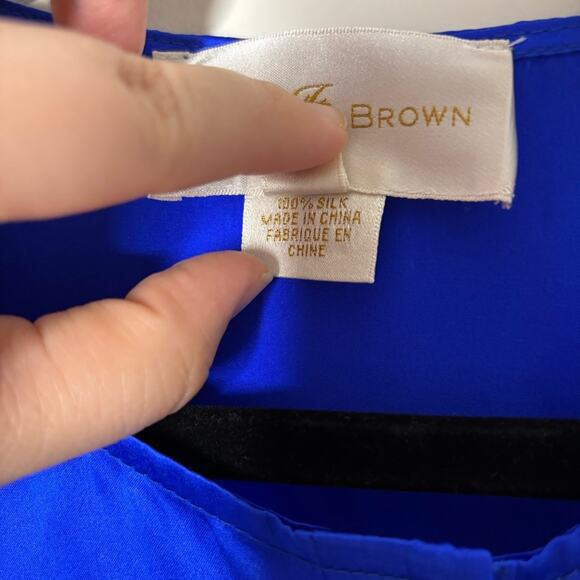 BROWN
100% SILK
MADE IN CHINA
FABRIQUE EN
CHINE